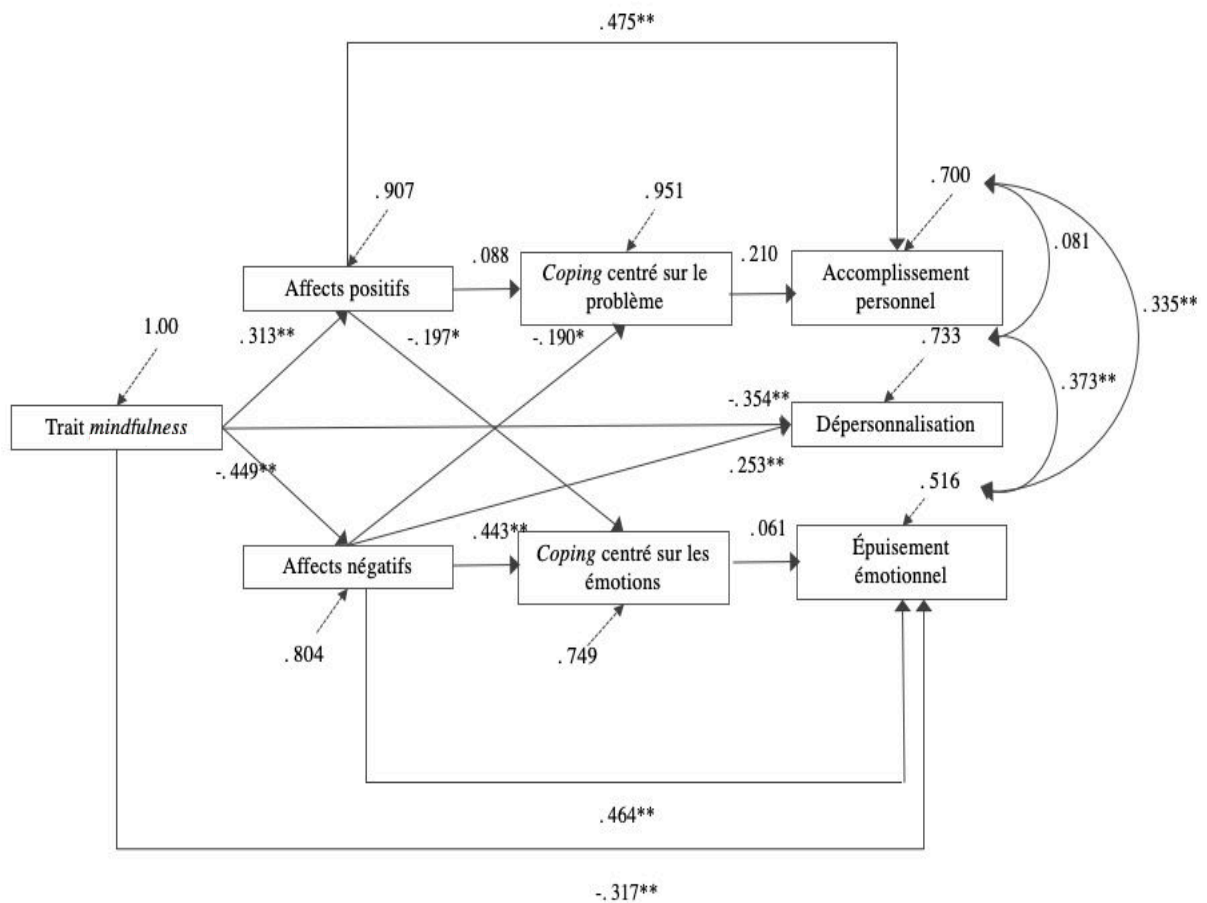 .475**
.907
.951
.700
.081
.335**
.088
.210
Affects positifs
Coping centré sur le
problème
Accomplissement
personnel
1.00
.313**
-.197*
-.190*
.733
.373**
Trait mindfulness
-.354**
Dépersonnalisation
-.449**
.253**
.516
.443**
.061
Affects négatifs
Coping centré sur les
émotions
Épuisement
émotionnel
.804
.749
.464**
-.317**